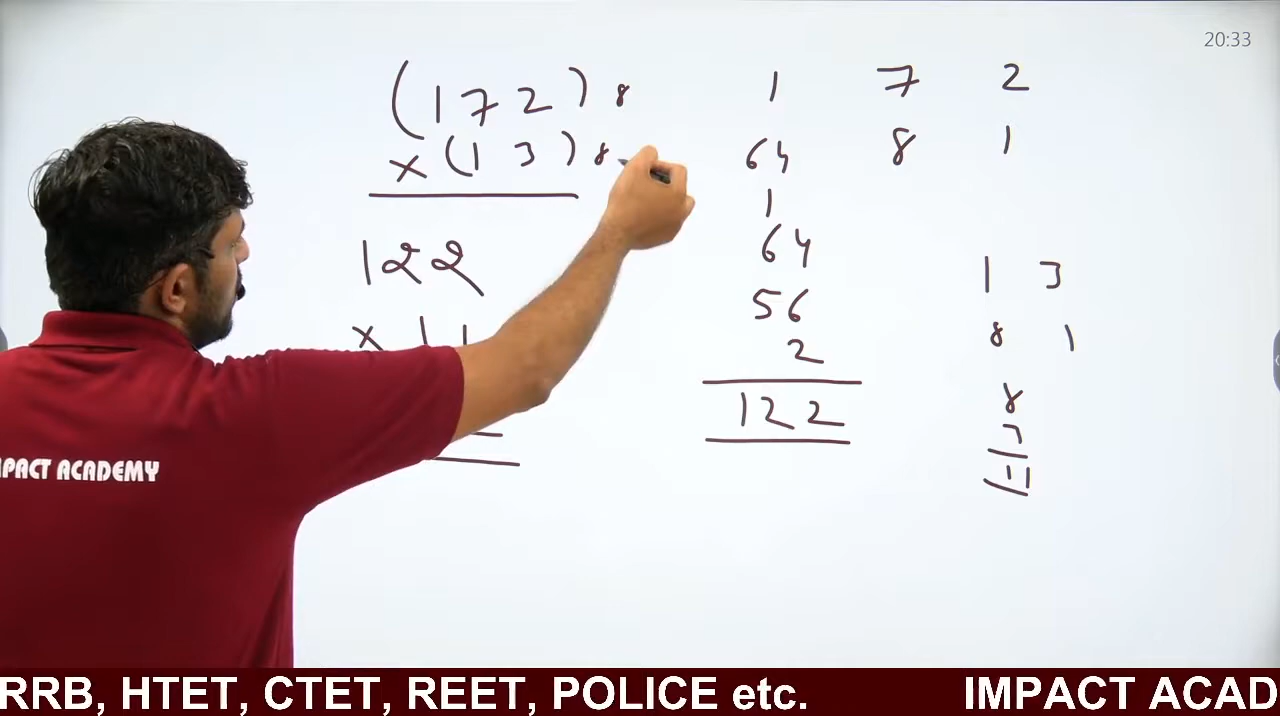 20:33
(172)8
x(13)8
122
x 11
1 7 2
64 8 1
1
64
56
2
122
1 3
8 1
8
3
11
IMPACT ACADEMY
RRB, HTET, CTET, REET, POLICE etc. IMPACT ACAD